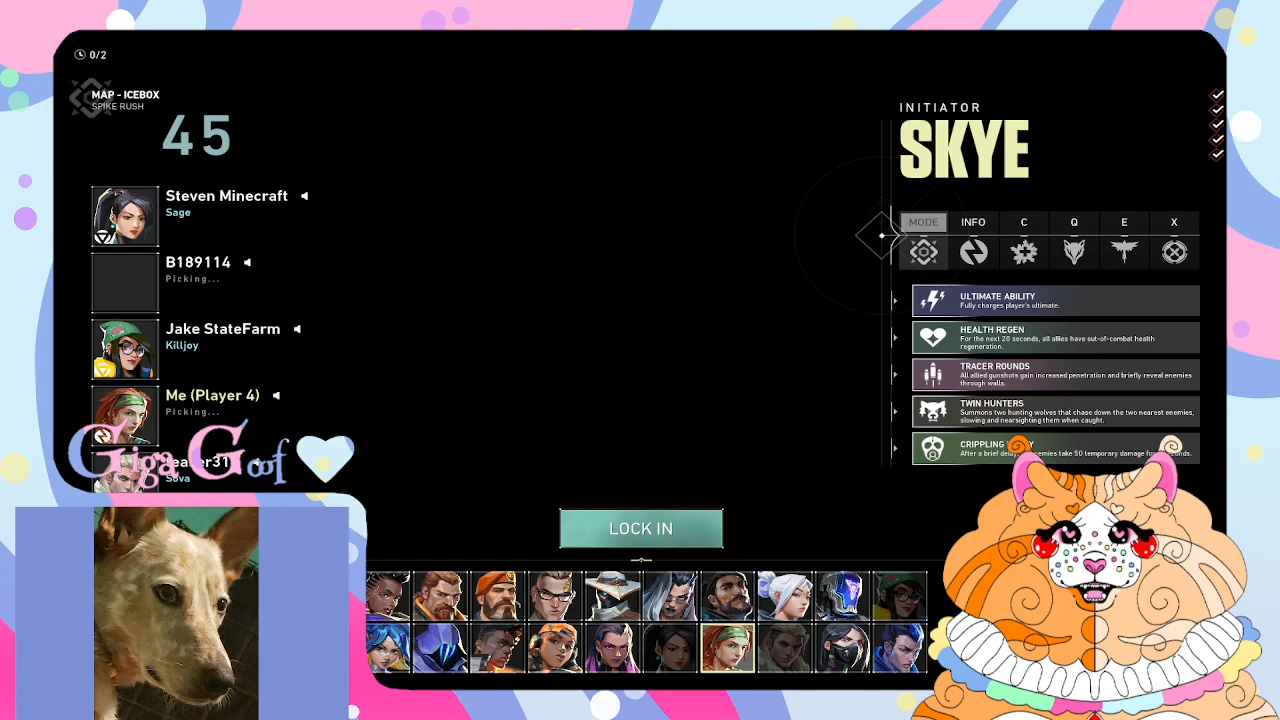 0/2
MAP - ICEBOX
SPIKE RUSH
45
Steven Minecraft
Sage
B189114
Picking...
Jake StateFarm
Killjoy
Me (Player 4)
Picking...
Giga Goof
Sova
INITIATOR
SKYE
MODE INFO C Q E X
ULTIMATE ABILITY
Fully charges player's ultimate.
HEALTH REGEN
For the next 20 seconds, all allies have out-of-combat health
regeneration.
TRACER ROUNDS
All allied gunshots gain increased penetration and briefly reveal enemies
through walls.
TWIN HUNTERS
Summons two hunting wolves that chase down the two nearest enemies,
slowing and nearsighting them when caught.
CRIPPLING
After a brief enemies take 50 temporary damage
LOCK IN